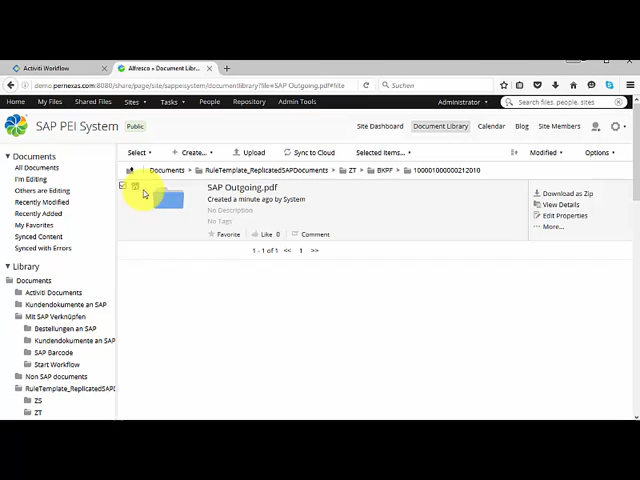 Activiti Workflow
Alfresco » Document Libr...
demo.pernexas.com:8080/share/page/site/sappeisystem/documentlibrary?file=SAP Outgoing.pdf#filte
Suchen
Home My Files Shared Files Sites Tasks People Repository Admin Tools Administrator Search files, people, sites
SAP PEI System Public Site Dashboard Document Library Calendar Blog Site Members
Documents
All Documents
I'm Editing
Others are Editing
Recently Modified
Recently Added
My Favorites
Synced Content
Synced with Errors
Library
Documents
Activiti Documents
Kundendokumente an SAP
Mit SAP Verknüpfen
Bestellungen an SAP
Kundendokumente an SAP
SAP Barcode
Start Workflow
Non SAP documents
RuleTemplate_ReplicatedSAPD
ZS
ZT
Select Create... Upload Sync to Cloud Selected Items... Modified Options
Documents RuleTemplate_ReplicatedSAPDocuments ZT BKPF 100001000000212010
SAP Outgoing.pdf
Created a minute ago by System
No Description
No Tags
Favorite Like 0 Comment
Download as Zip
View Details
Edit Properties
More...
1 - 1 of 1 << 1 >>